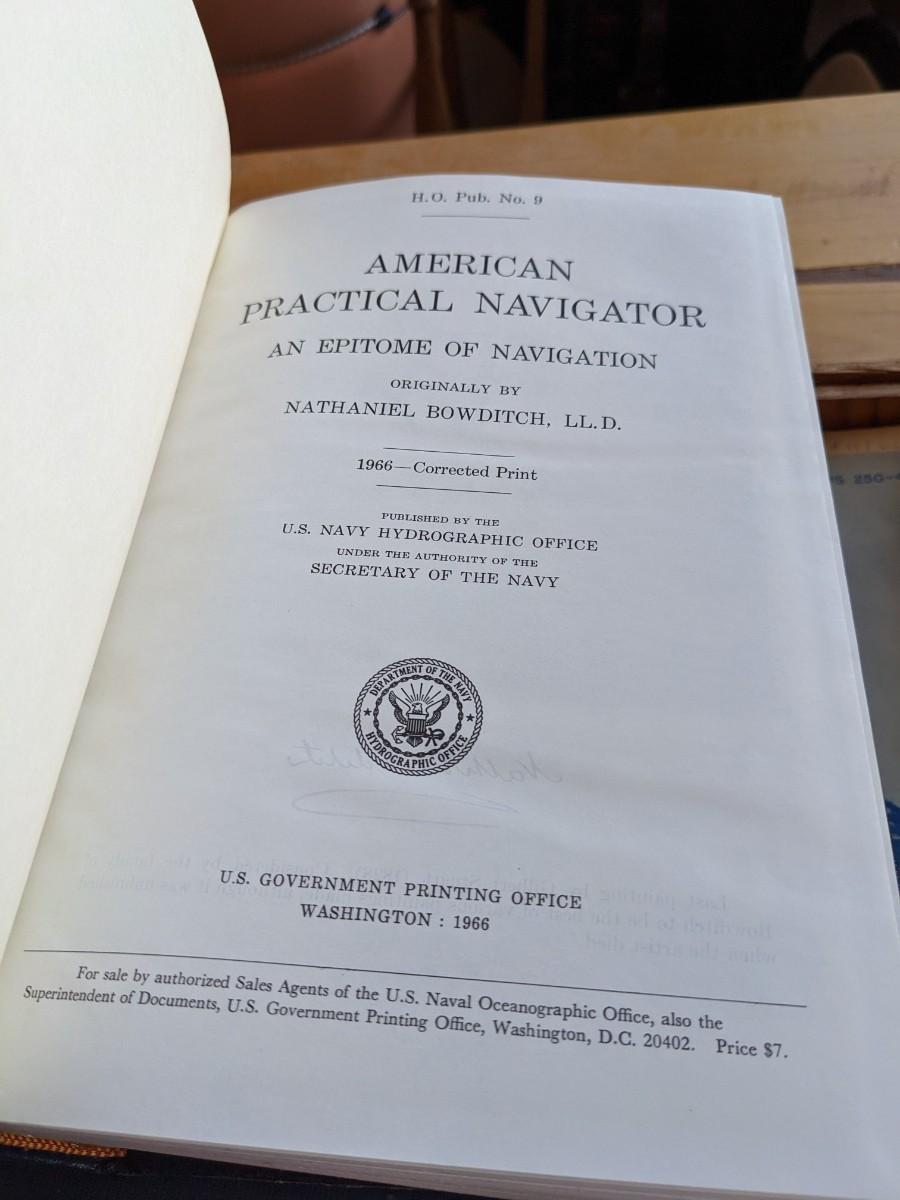 H.O. Pub. No. 9
AMERICAN
PRACTICAL NAVIGATOR
AN EPITOME OF NAVIGATION
ORIGINALLY BY
NATHANIEL BOWDITCH, LL.D.
1966—Corrected Print
PUBLISHED BY THE
U.S. NAVY HYDROGRAPHIC OFFICE
UNDER THE AUTHORITY OF THE
SECRETARY OF THE NAVY
DEPARTMENT OF THE NAVY
HYDROGRAPHIC OFFICE
U.S. GOVERNMENT PRINTING OFFICE
WASHINGTON : 1966
For sale by authorized Sales Agents of the U.S. Naval Oceanographic Office, also the
Superintendent of Documents, U.S. Government Printing Office, Washington, D.C. 20402. Price $7.